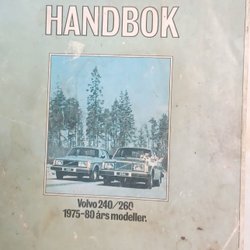 HANDBOK
Volvo 240/260
1975-80 års modeller.